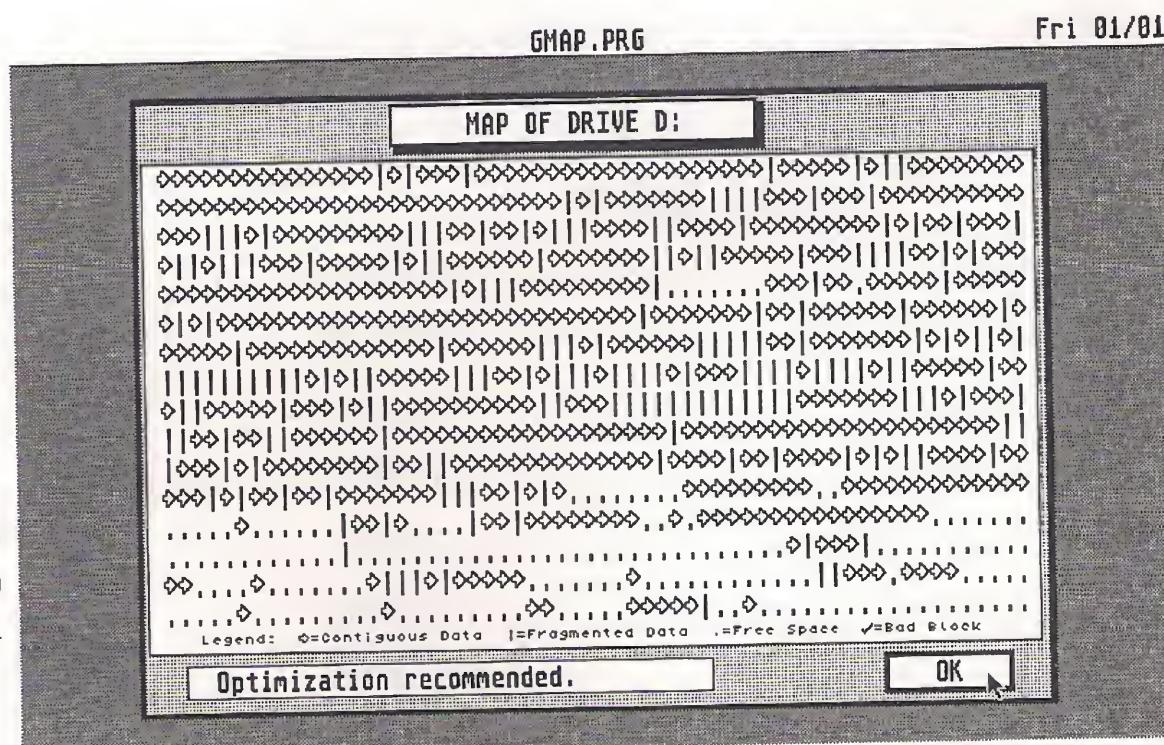 GMAP.PRG
Fri 01/01
MAP OF DRIVE D:
Legend: ◇=Contiguous Data |=Fragmented Data .=Free Space ✓=Bad Block
Optimization recommended.
OK